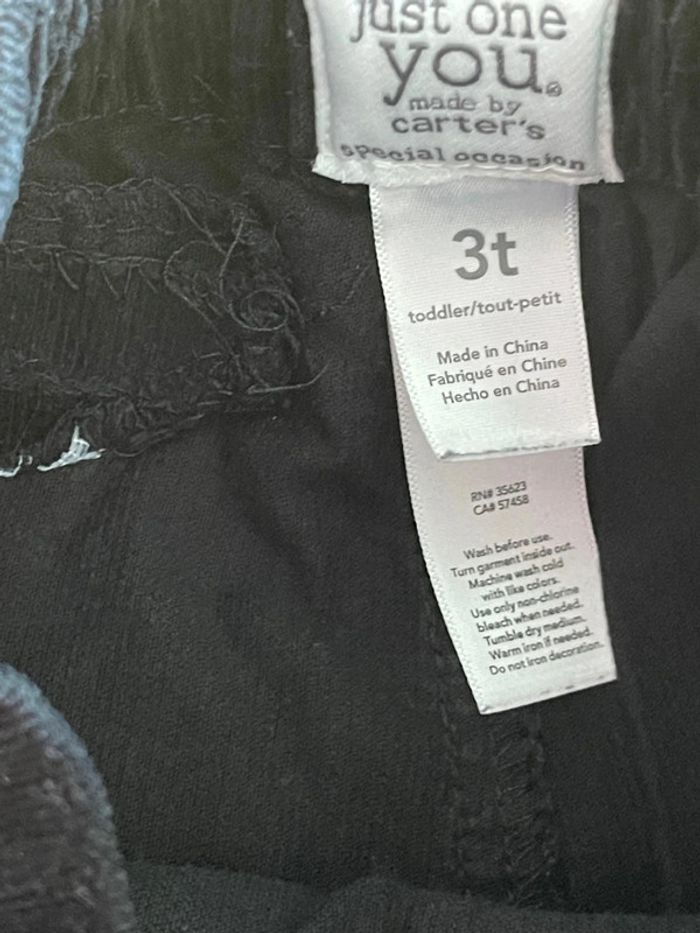 just one
you®
made by
carter's
special occasion
3t
toddler/tout-petit
Made in China
Fabriqué en Chine
Hecho en China
RN# 35623
CA# 57458
Wash before use.
Turn garment inside out.
Machine wash cold
with like colors.
Use only non-chlorine
bleach when needed.
Tumble dry medium.
Warm iron if needed.
Do not iron decoration.